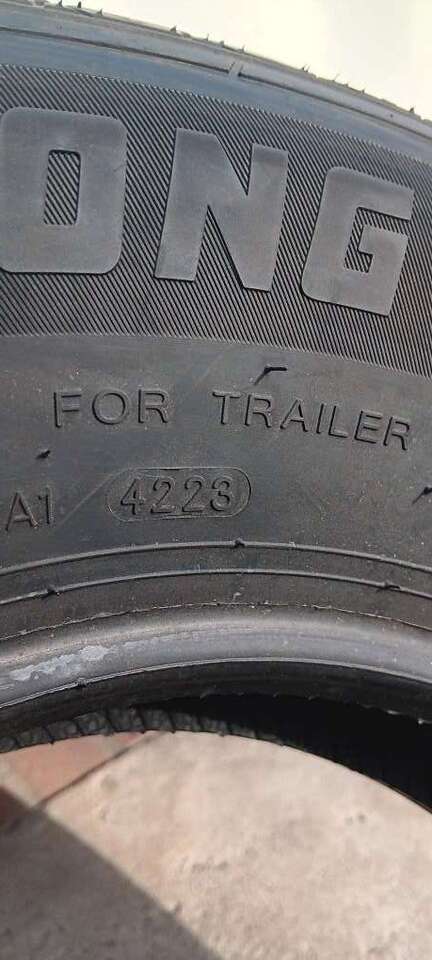 ONG
FOR TRAILER
A1 4223